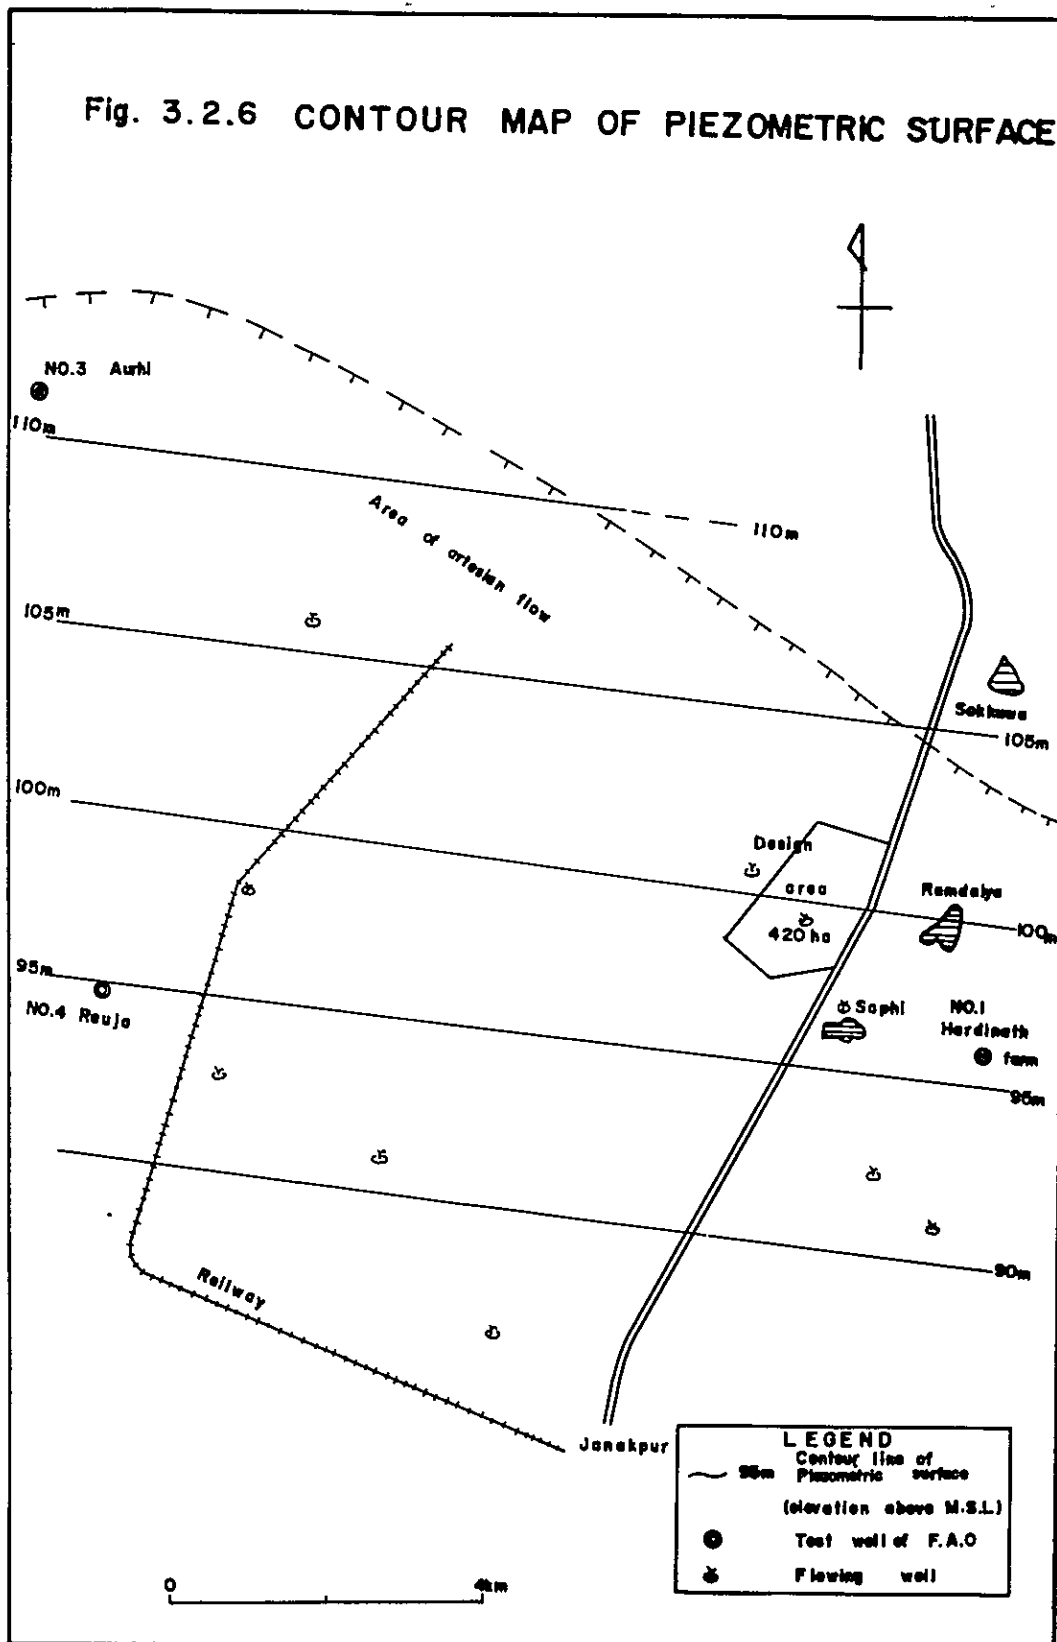 Fig. 3.2.6 CONTOUR MAP OF PIEZOMETRIC SURFACE
NO.3 Aurhi
110m
110m
Area of artesian flow
105m
Sakkuwa
105m
100m
Design
area
420 ha
Ramdaiya
100m
95m
NO.4 Rauja
Saphi
NO.1
Hardinath
farm
95m
90m
Railway
Janakpur
LEGEND
95m Contour line of
Piezometric surface
(elevation above M.S.L)
Test well of F.A.O
Flowing well
0 4km